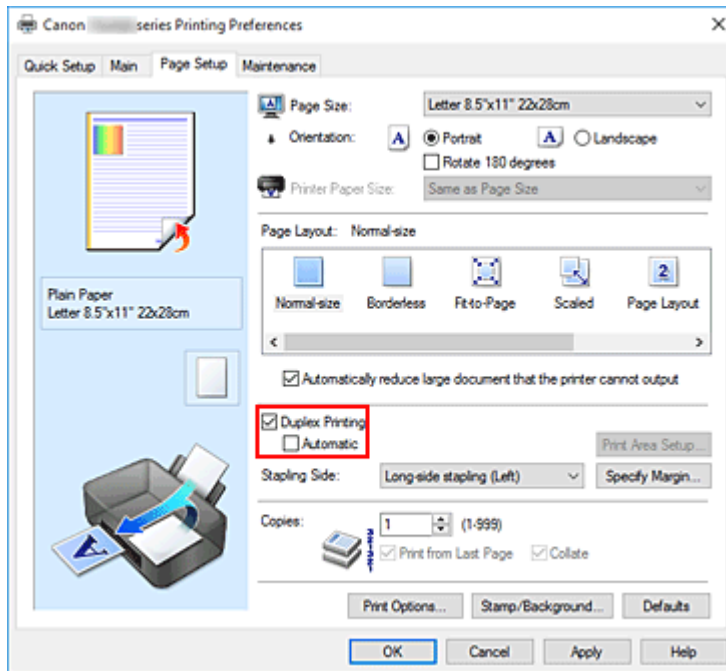 Canon series Printing Preferences
Quick Setup Main Page Setup Maintenance
Page Size: Letter 8.5"x11" 22x28cm
Orientation: A Portrait A Landscape
Rotate 180 degrees
Printer Paper Size: Same as Page Size
Page Layout: Normal-size
2
Normal-size Borderless Fit-to-Page Scaled Page Layout
Plain Paper
Letter 8.5"x11" 22x28cm
Automatically reduce large document that the printer cannot output
Duplex Printing
Automatic
Print Area Setup...
Stapling Side: Long-side stapling (Left) Specify Margin...
Copies: 1 (1-999)
Print from Last Page Collate
A
Print Options... Stamp/Background... Defaults
OK Cancel Apply Help